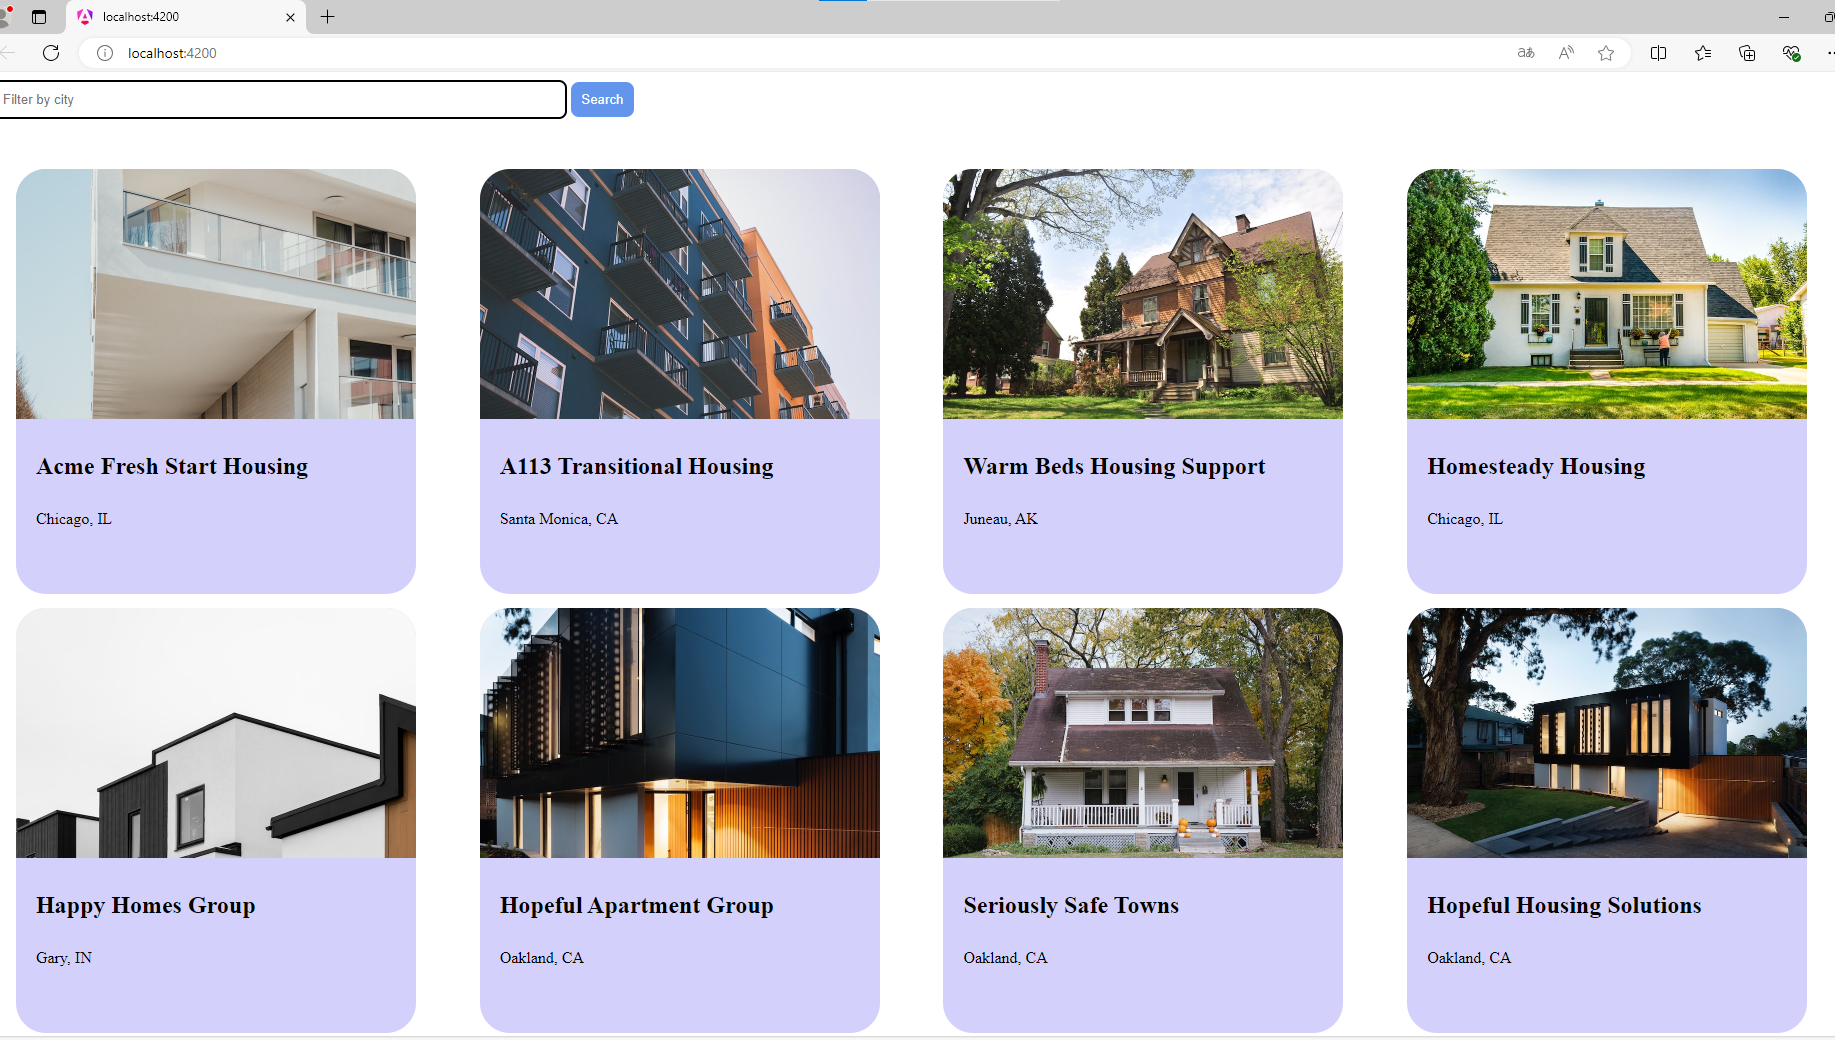 localhost:4200
localhost:4200
Filter by city
Search
Acme Fresh Start Housing
Chicago, IL
A113 Transitional Housing
Santa Monica, CA
Warm Beds Housing Support
Juneau, AK
Homesteady Housing
Chicago, IL
Happy Homes Group
Gary, IN
Hopeful Apartment Group
Oakland, CA
Seriously Safe Towns
Oakland, CA
Hopeful Housing Solutions
Oakland, CA